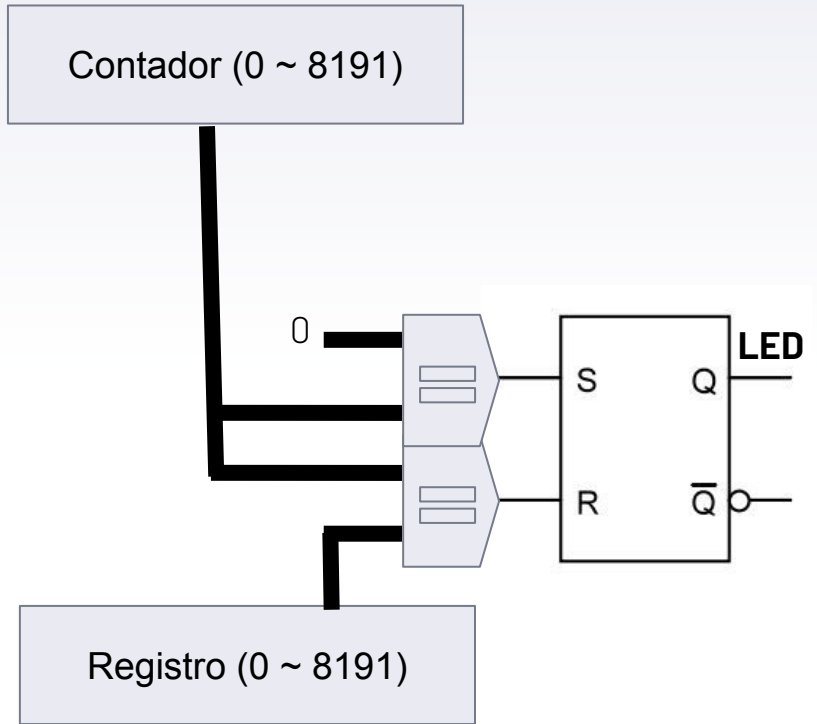 Contador (0 ~ 8191)
0
LED
S
Q
R
Q̅
Registro (0 ~ 8191)